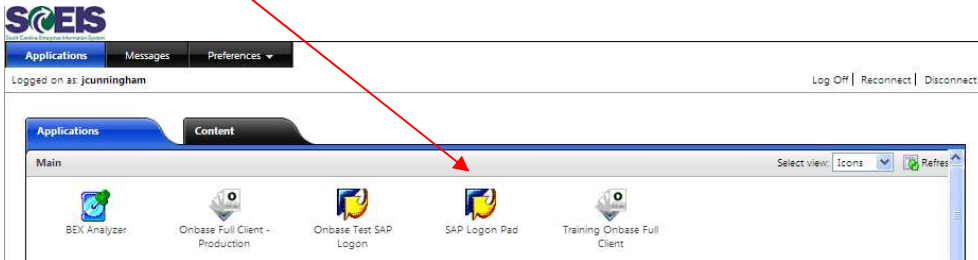 SCEIS
South Carolina Enterprise Information System
Applications Messages Preferences
Logged on as: jcunningham Log Off | Reconnect | Disconnect
Applications Content
Main Select view: Icons Refres
BEX Analyzer Onbase Full Client - Onbase Test SAP SAP Logon Pad Training Onbase Full
Production Logon Client